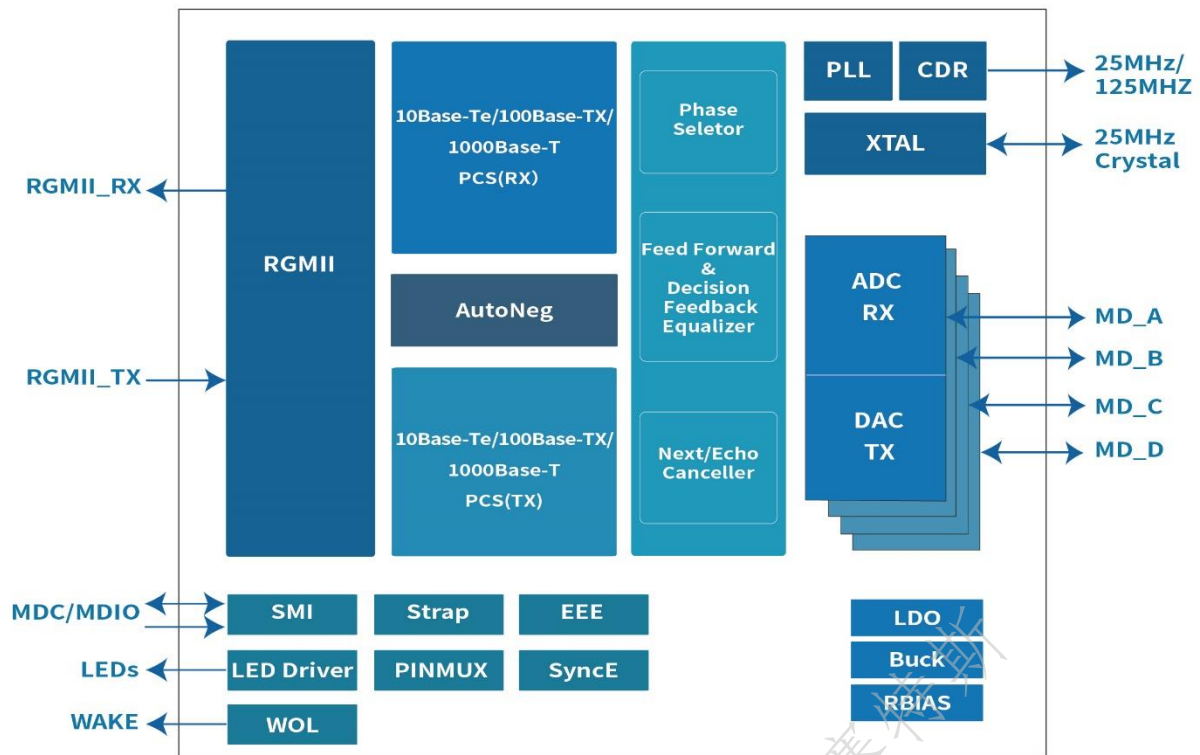 PLL
CDR
25MHz/
125MHZ
10Base-Te/100Base-TX/
1000Base-T
PCS(RX)
Phase
Seletor
XTAL
25MHz
Crystal
RGMII_RX
RGMII
Feed Forward
&
Decision
Feedback
Equalizer
ADC
RX
AutoNeg
MD_A
MD_B
RGMII_TX
MD_C
DAC
TX
MD_D
10Base-Te/100Base-TX/
1000Base-T
PCS(TX)
Next/Echo
Canceller
MDC/MDIO
SMI
Strap
EEE
LDO
LEDs
LED Driver
PINMUX
SyncE
Buck
WAKE
WOL
RBIAS
特斯